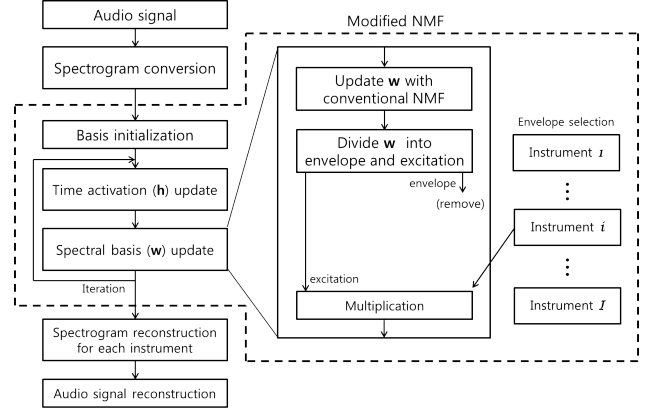 Audio signal
Spectrogram conversion
Basis initialization
Time activation (h) update
Spectral basis (w) update
Iteration
Spectrogram reconstruction
for each instrument
Audio signal reconstruction
Modified NMF
Update w with
conventional NMF
Divide w into
envelope and excitation
envelope
(remove)
excitation
Multiplication
Envelope selection
Instrument 1
Instrument i
Instrument I